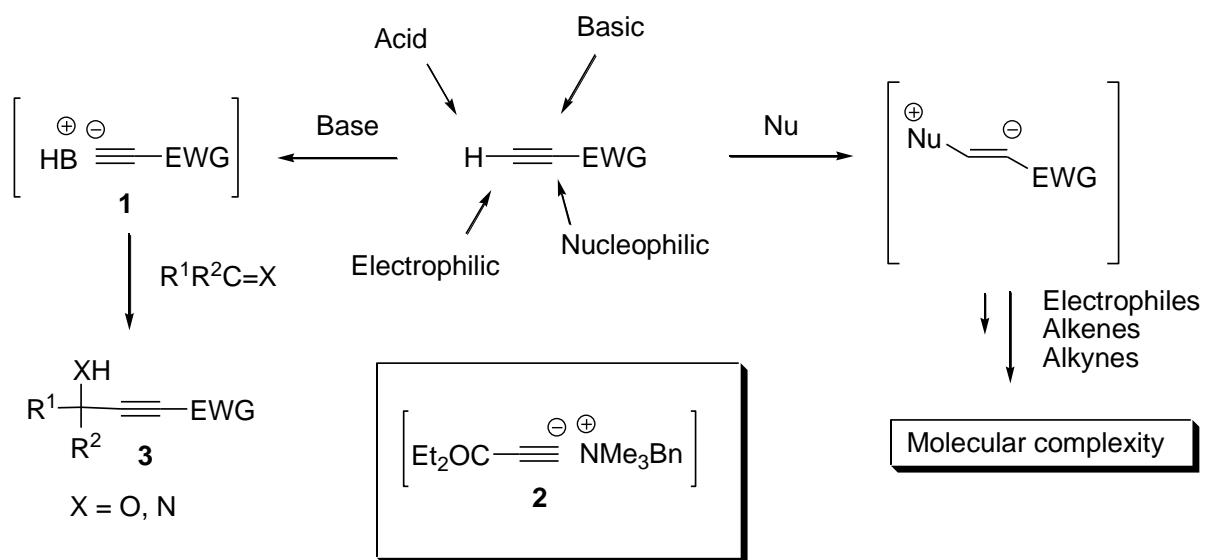 Acid
Basic
⊕ ⊖
HB ≡ EWG
1
Base
H ≡ EWG
Nu
⊕
Nu
⊖
EWG
Electrophilic
Nucleophilic
R¹R²C=X
Electrophiles
Alkenes
Alkynes
XH
R¹ ≡ EWG
R²
3
X = O, N
⊖ ⊕
Et₂OC ≡ NMe₃Bn
2
Molecular complexity